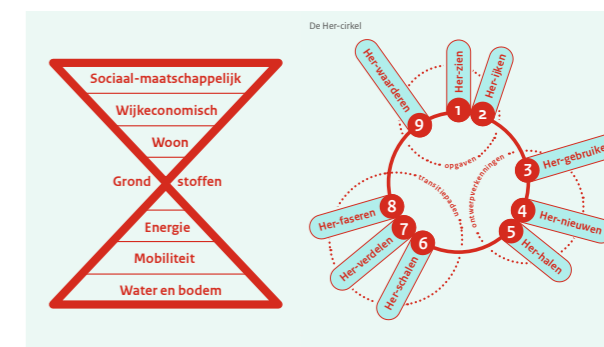 De Her-cirkel
Sociaal-maatschappelijk
Wijkeconomisch
Woon
Grond stoffen
Energie
Mobiliteit
Water en bodem
1 Her-zien
2 Her-ijken
3 Her-gebruike
4 Her-nieuwen
5 Her-halen
6 Her-schalen
7 Her-verdelen
8 Her-faseren
9 Her-waarderen
opgaven
ontwerpverkenningen
transitiepaden